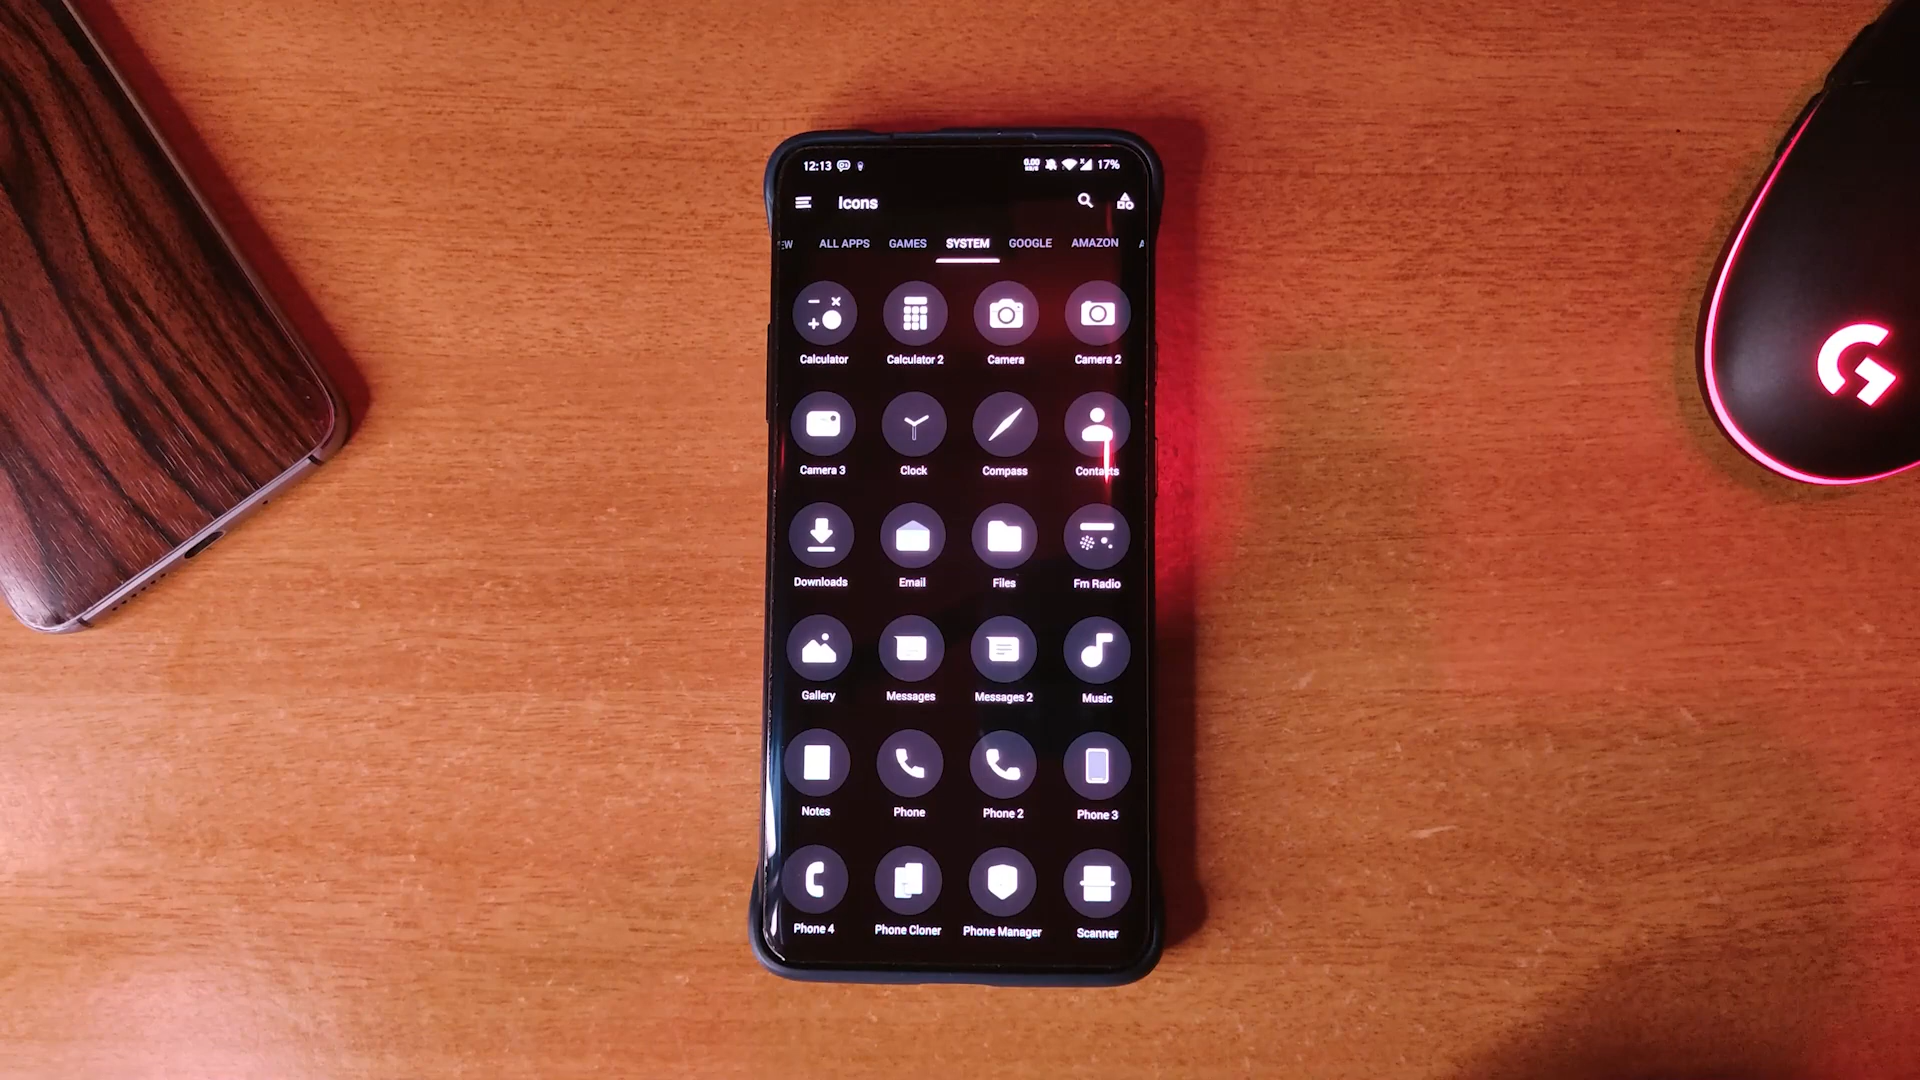 12:13 17%
Icons
EW ALL APPS GAMES SYSTEM GOOGLE AMAZON A
Calculator Calculator 2 Camera Camera 2
Camera 3 Clock Compass Contacts
Downloads Email Files Fm Radio
Gallery Messages Messages 2 Music
Notes Phone Phone 2 Phone 3
Phone 4 Phone Cloner Phone Manager Scanner